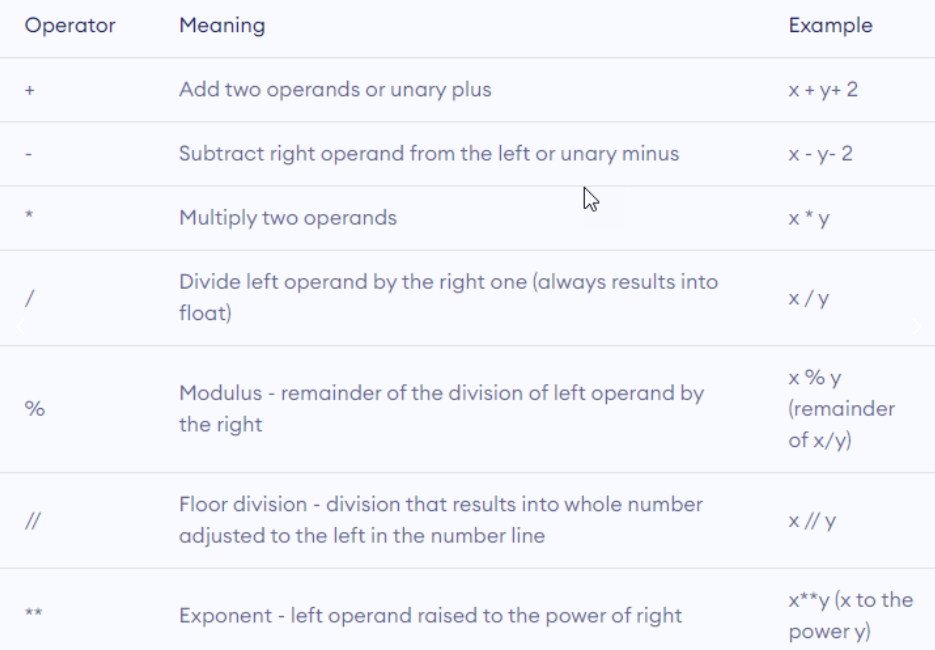 Operator Meaning Example
+ Add two operands or unary plus x + y+ 2
- Subtract right operand from the left or unary minus x - y- 2
* Multiply two operands x * y
/ Divide left operand by the right one (always results into
float) x / y
% Modulus - remainder of the division of left operand by
the right x % y
(remainder
of x/y)
// Floor division - division that results into whole number
adjusted to the left in the number line x // y
** Exponent - left operand raised to the power of right x**y (x to the
power y)